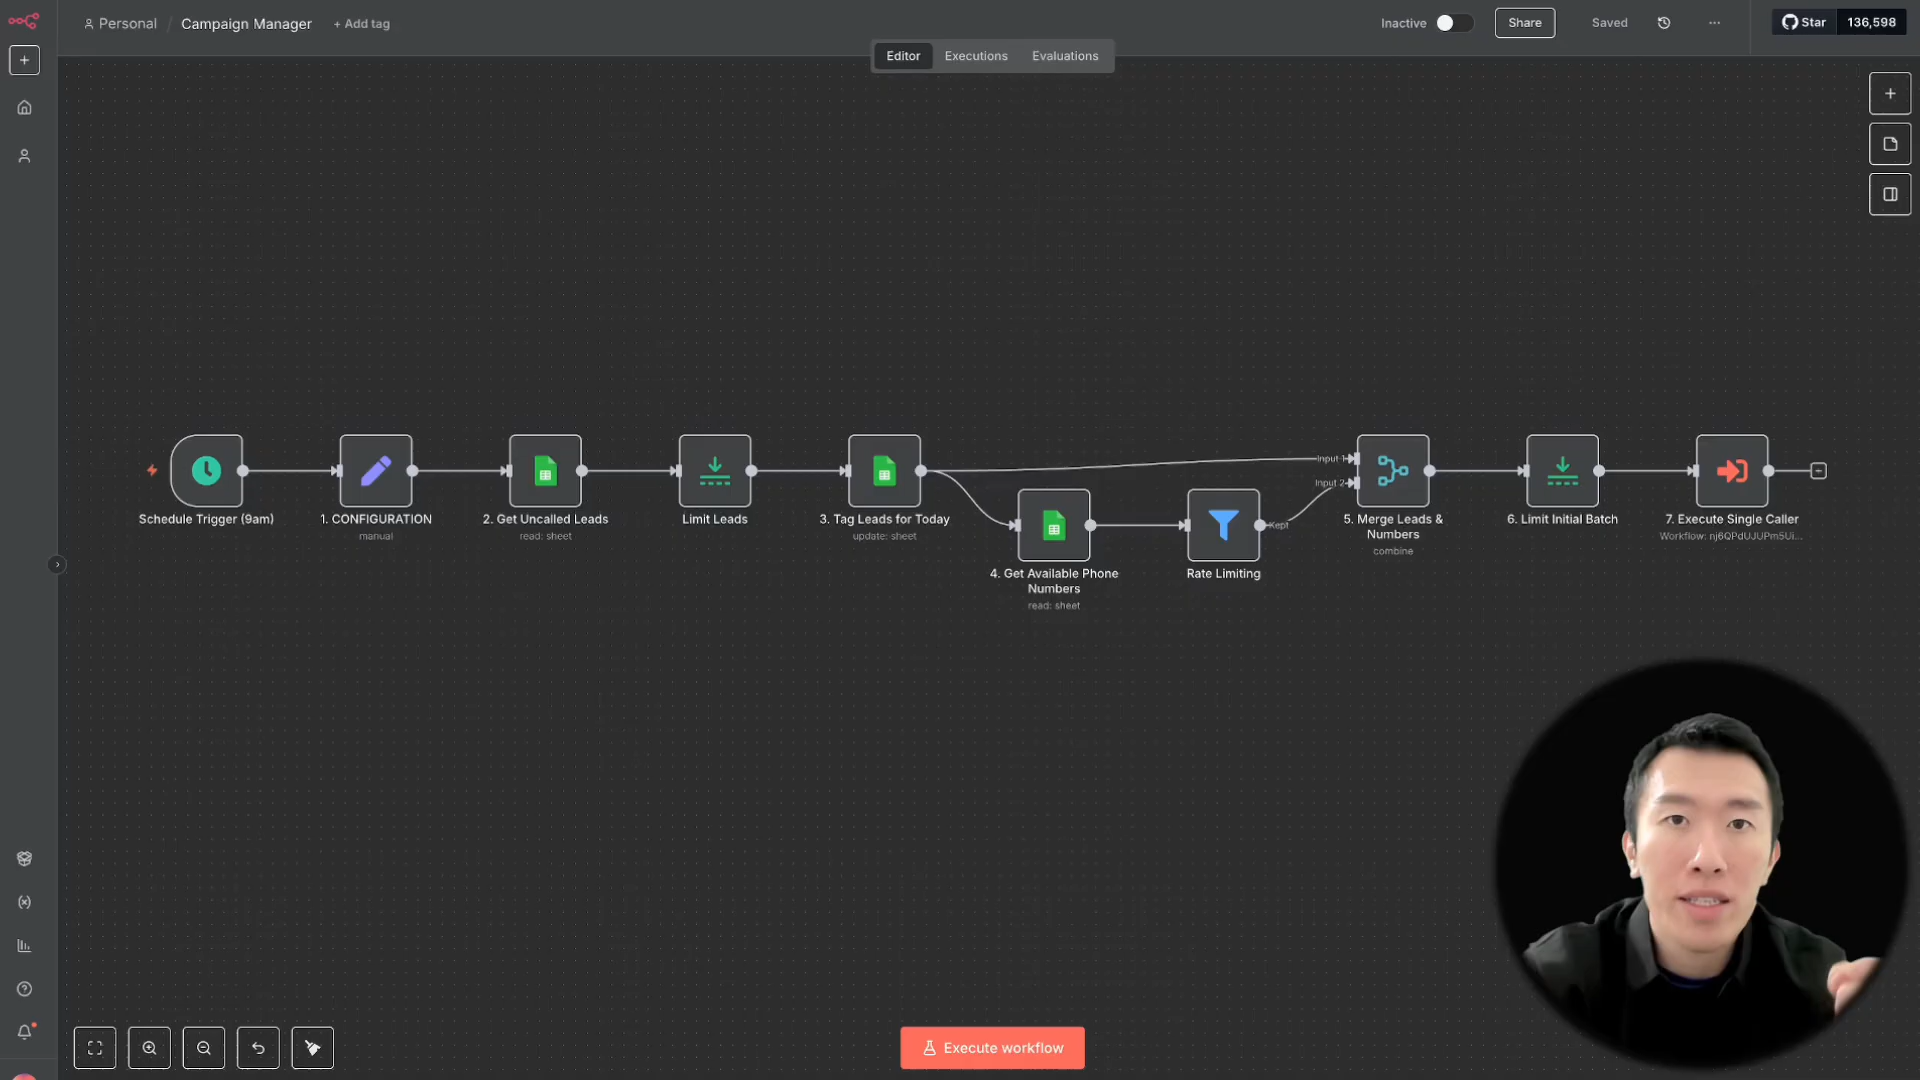 Personal / Campaign Manager + Add tag
Inactive
Share
Saved
Star 136,598
Editor Executions Evaluations
Input 1
Input 2
Kept
Schedule Trigger (9am)
1. CONFIGURATION
manual
2. Get Uncalled Leads
read: sheet
Limit Leads
3. Tag Leads for Today
update: sheet
4. Get Available Phone
Numbers
read: sheet
Rate Limiting
5. Merge Leads &
Numbers
combine
6. Limit Initial Batch
7. Execute Single Caller
Workflow: nj6QPdUJUPm5Ui...
Execute workflow